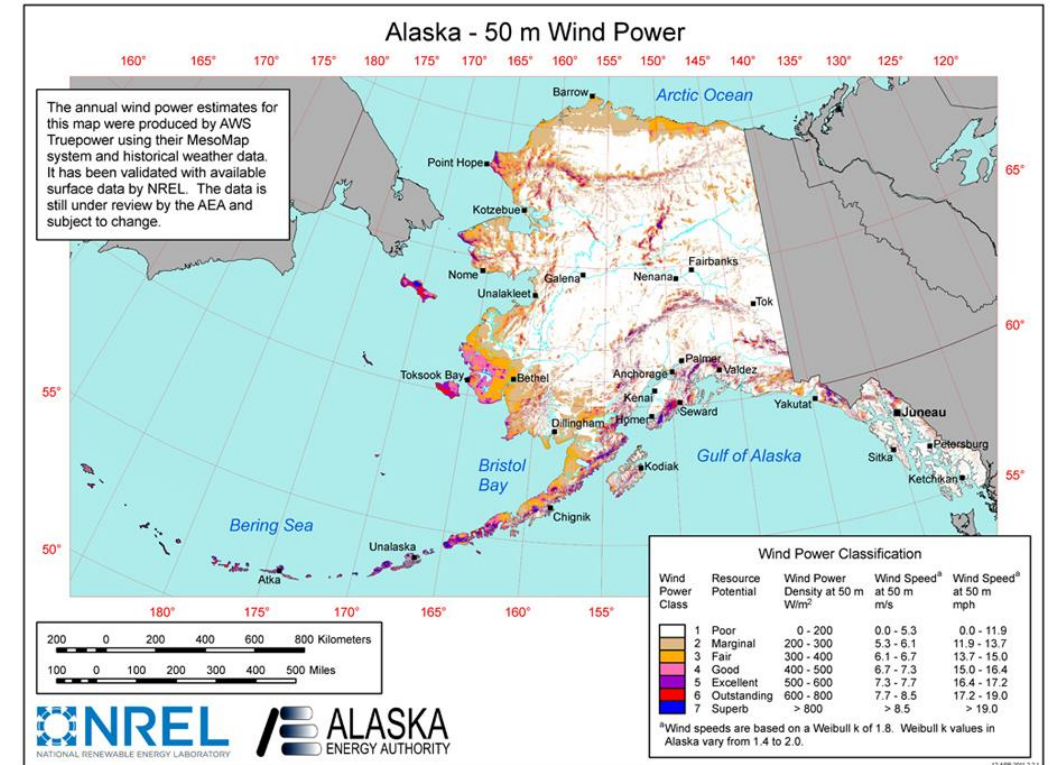 Alaska - 50 m Wind Power
160° 165° 170° 175° 180° 175° 170° 165° 160° 155° 150° 145° 140° 135° 130° 125° 120°
The annual wind power estimates for
this map were produced by AWS
Truepower using their MesoMap
system and historical weather data.
It has been validated with available
surface data by NREL. The data is
still under review by the AEA and
subject to change.
Barrow
Arctic Ocean
Point Hope
65°
Kotzebue
Nome
Galena
Nenana
Fairbanks
Unalakleet
Tok
60°
Toksook Bay
Bethel
Anchorage
Palmer
Valdez
55°
Kenai
Homer
Seward
Yakutat
Juneau
Dillingham
Petersburg
Sitka
Bristol
Bay
Kodiak
Gulf of Alaska
Ketchikan
55°
Chignik
Bering Sea
50°
Unalaska
Atka
180° 175° 170° 165° 160° 155°
Wind Power Classification
Wind Power Class Resource Potential Wind Power Density at 50 m W/m² Wind Speedᵃ at 50 m m/s Wind Speedᵃ at 50 m mph
1 Poor 0 - 200 0.0 - 5.3 0.0 - 11.9
2 Marginal 200 - 300 5.3 - 6.1 11.9 - 13.7
3 Fair 300 - 400 6.1 - 6.7 13.7 - 15.0
4 Good 400 - 500 6.7 - 7.3 15.0 - 16.4
5 Excellent 500 - 600 7.3 - 7.7 16.4 - 17.2
6 Outstanding 600 - 800 7.7 - 8.5 17.2 - 19.0
7 Superb > 800 > 8.5 > 19.0
ᵃWind speeds are based on a Weibull k of 1.8. Weibull k values in
Alaska vary from 1.4 to 2.0.
200 0 200 400 600 800 Kilometers
100 0 100 200 300 400 500 Miles
NREL
NATIONAL RENEWABLE ENERGY LABORATORY
ALASKA
ENERGY AUTHORITY